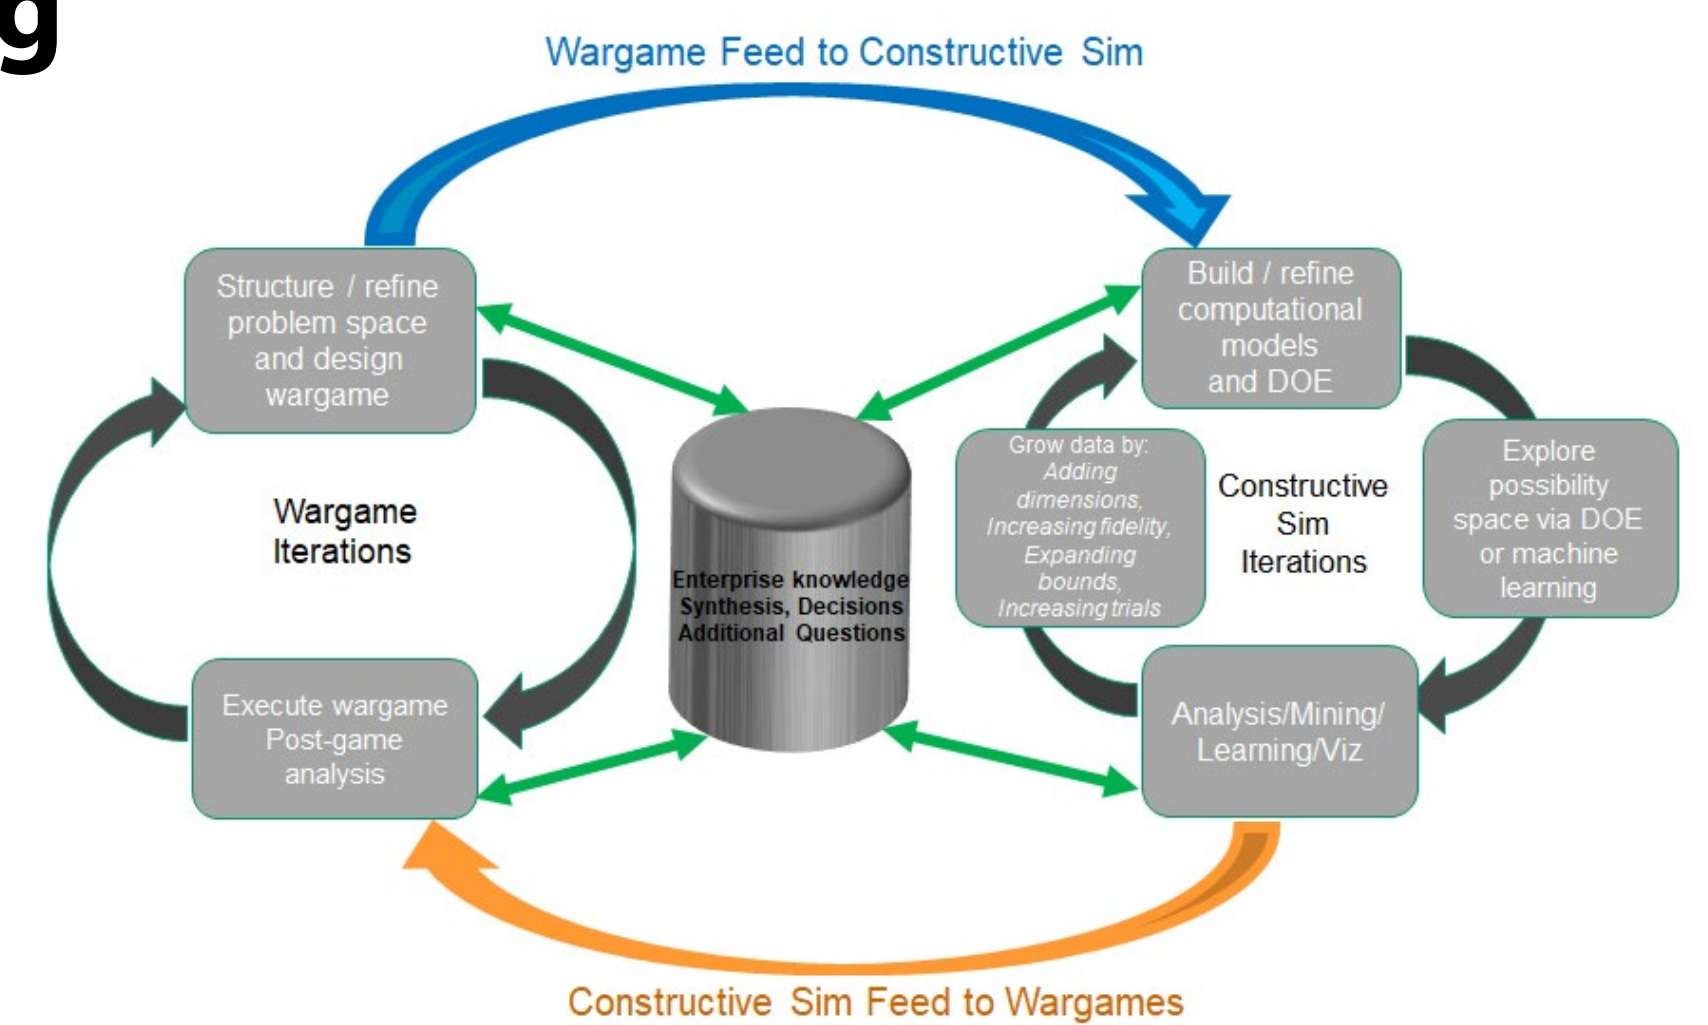 g
Wargame Feed to Constructive Sim
Structure / refine
problem space
and design
wargame
Build / refine
computational
models
and DOE
Wargame
Iterations
Enterprise knowledge
Synthesis, Decisions
Additional Questions
Grow data by:
Adding
dimensions,
Increasing fidelity,
Expanding
bounds,
Increasing trials
Constructive
Sim
Iterations
Explore
possibility
space via DOE
or machine
learning
Execute wargame
Post-game
analysis
Analysis/Mining/
Learning/Viz
Constructive Sim Feed to Wargames